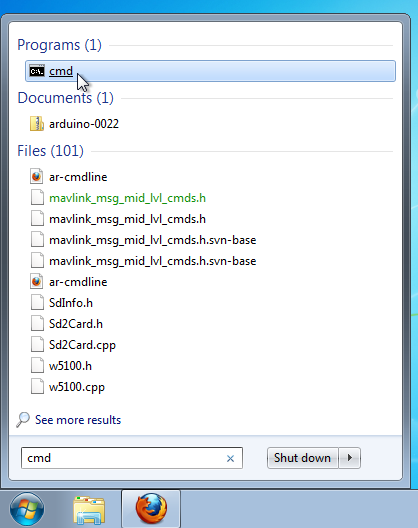 Programs (1)
cmd
Documents (1)
arduino-0022
Files (101)
ar-cmdline
mavlink_msg_mid_lvl_cmds.h
mavlink_msg_mid_lvl_cmds.h
mavlink_msg_mid_lvl_cmds.h.svn-base
mavlink_msg_mid_lvl_cmds.h.svn-base
ar-cmdline
SdInfo.h
Sd2Card.h
Sd2Card.cpp
w5100.h
w5100.cpp
See more results
cmd Shut down